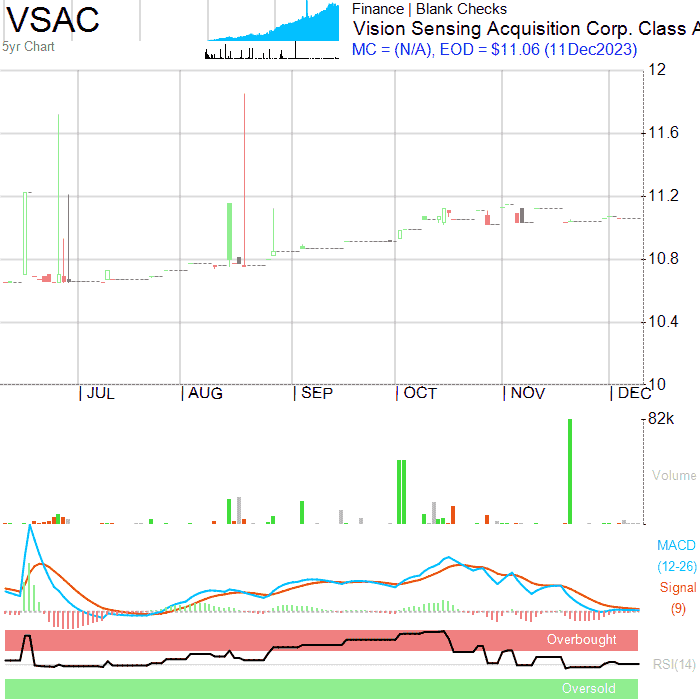 VSAC
5yr Chart
Finance | Blank Checks
Vision Sensing Acquisition Corp. Class A
MC = (N/A), EOD = $11.06 (11Dec2023)
12
11.6
11.2
10.8
10.4
10
| JUL | AUG | SEP | OCT | NOV | DEC
82k
Volume
MACD
(12-26)
Signal
(9)
Overbought
RSI(14)
Oversold